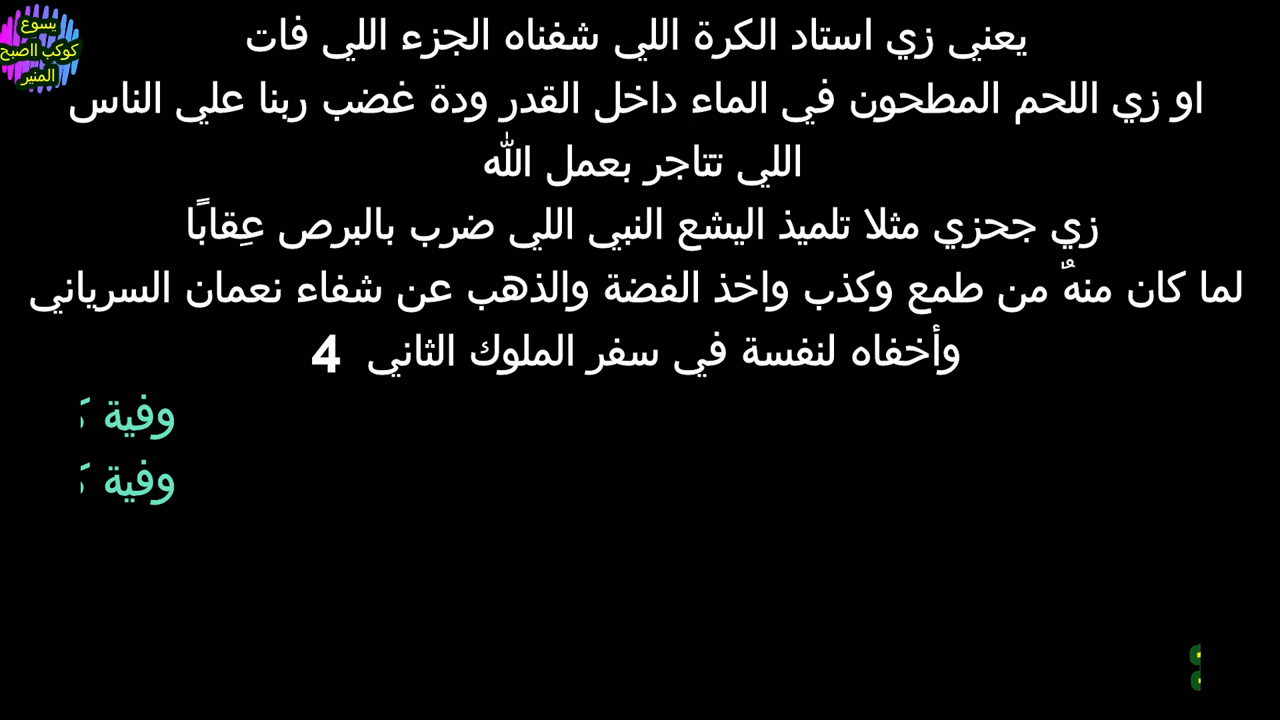 يسوع
كوكب الصبح
المنير
يعني زي استاد الكرة اللي شفناه الجزء اللي فات
او زي اللحم المطحون في الماء داخل القدر ودة غضب ربنا علي الناس
اللي تتاجر بعمل الله
زي جحزي مثلا تلميذ اليشع النبي اللي ضرب بالبرص عِقابًا
لما كان منهٌ من طمع وكذب واخذ الفضة والذهب عن شفاء نعمان السرياني
وأخفاه لنفسة في سفر الملوك الثاني 4
وفية
وفية